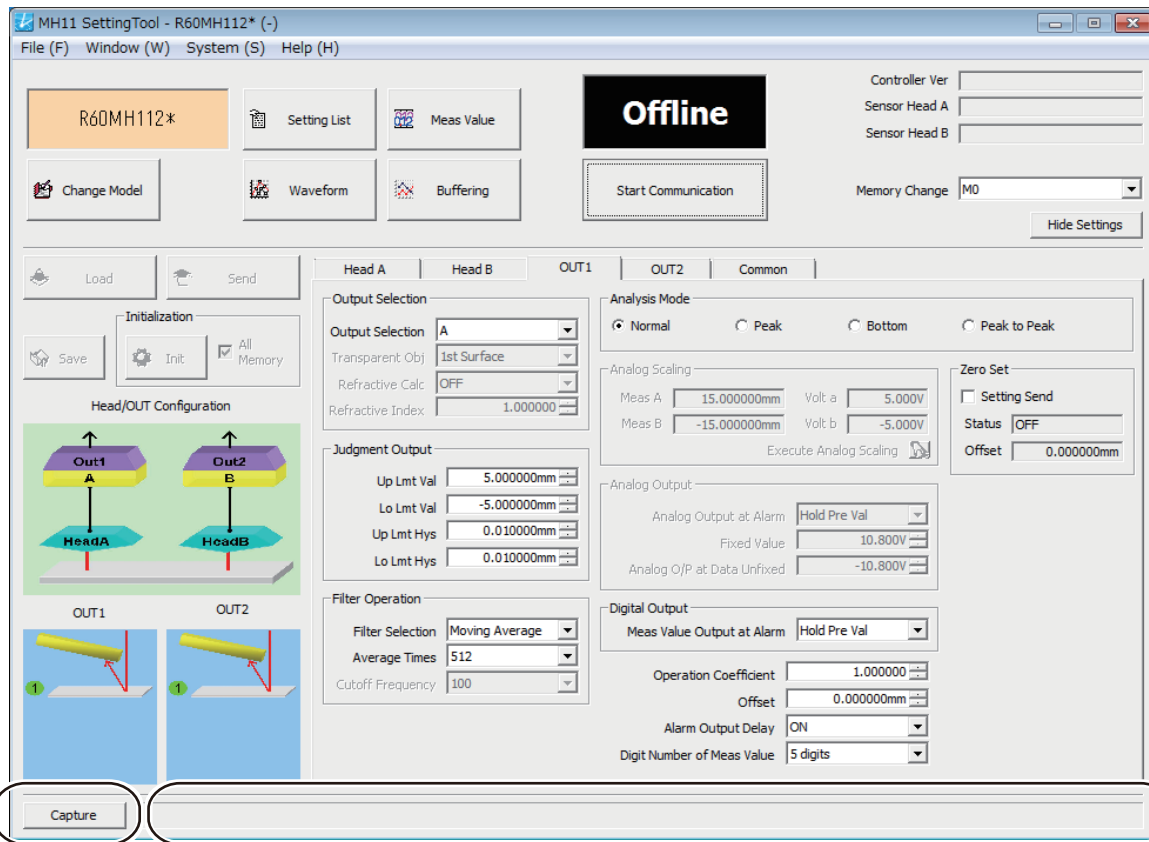 MH11 SettingTool - R60MH112* (-)
File (F) Window (W) System (S) Help (H)
R60MH112*
Setting List
Meas Value
Offline
Controller Ver
Sensor Head A
Sensor Head B
Change Model
Waveform
Buffering
Start Communication
Memory Change M0
Hide Settings
Load
Send
Initialization
Save
Init
All
Memory
Head/OUT Configuration
Out1
A
HeadA
Out2
B
HeadB
OUT1
OUT2
1
1
Head A
Head B
OUT1
OUT2
Common
Output Selection
Output Selection A
Transparent Obj 1st Surface
Refractive Calc OFF
Refractive Index 1.000000
Judgment Output
Up Lmt Val 5.000000mm
Lo Lmt Val -5.000000mm
Up Lmt Hys 0.010000mm
Lo Lmt Hys 0.010000mm
Filter Operation
Filter Selection Moving Average
Average Times 512
Cutoff Frequency 100
Analysis Mode
Normal
Peak
Bottom
Peak to Peak
Analog Scaling
Meas A 15.000000mm Volt a 5.000V
Meas B -15.000000mm Volt b -5.000V
Execute Analog Scaling
Zero Set
Setting Send
Status OFF
Offset 0.000000mm
Analog Output
Analog Output at Alarm Hold Pre Val
Fixed Value 10.800V
Analog O/P at Data Unfixed -10.800V
Digital Output
Meas Value Output at Alarm Hold Pre Val
Operation Coefficient 1.000000
Offset 0.000000mm
Alarm Output Delay ON
Digit Number of Meas Value 5 digits
Capture